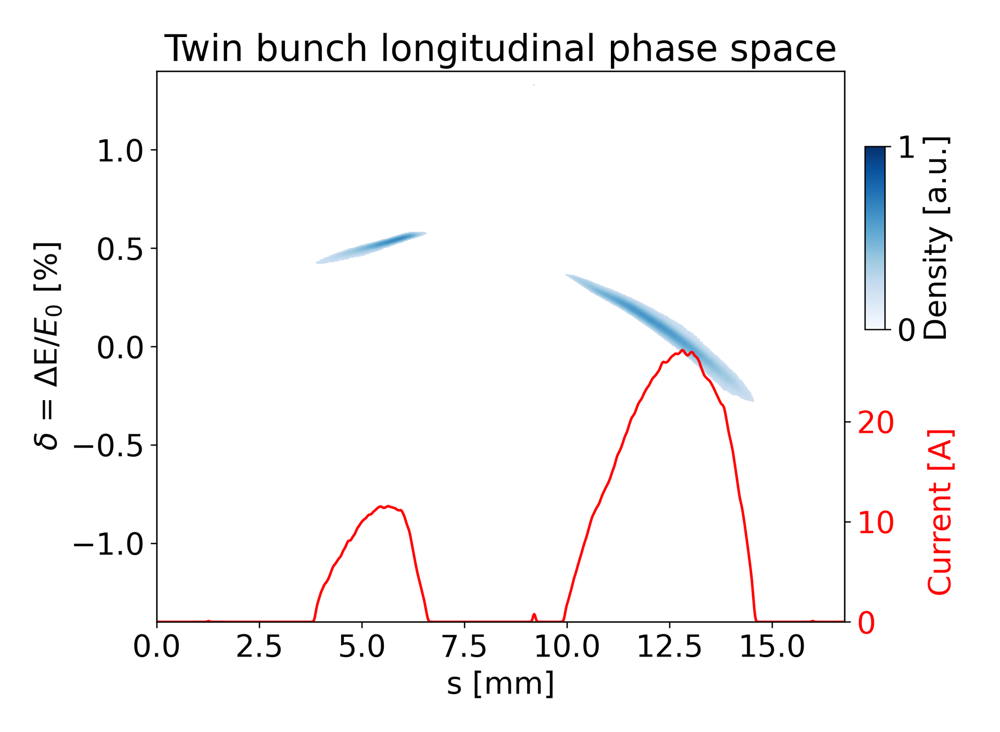 Twin bunch longitudinal phase space
1.0
0.5
0.0
−0.5
−1.0
δ = ΔE/E₀ [%]
1
0
Density [a.u.]
20
10
0
Current [A]
0.0 2.5 5.0 7.5 10.0 12.5 15.0
s [mm]